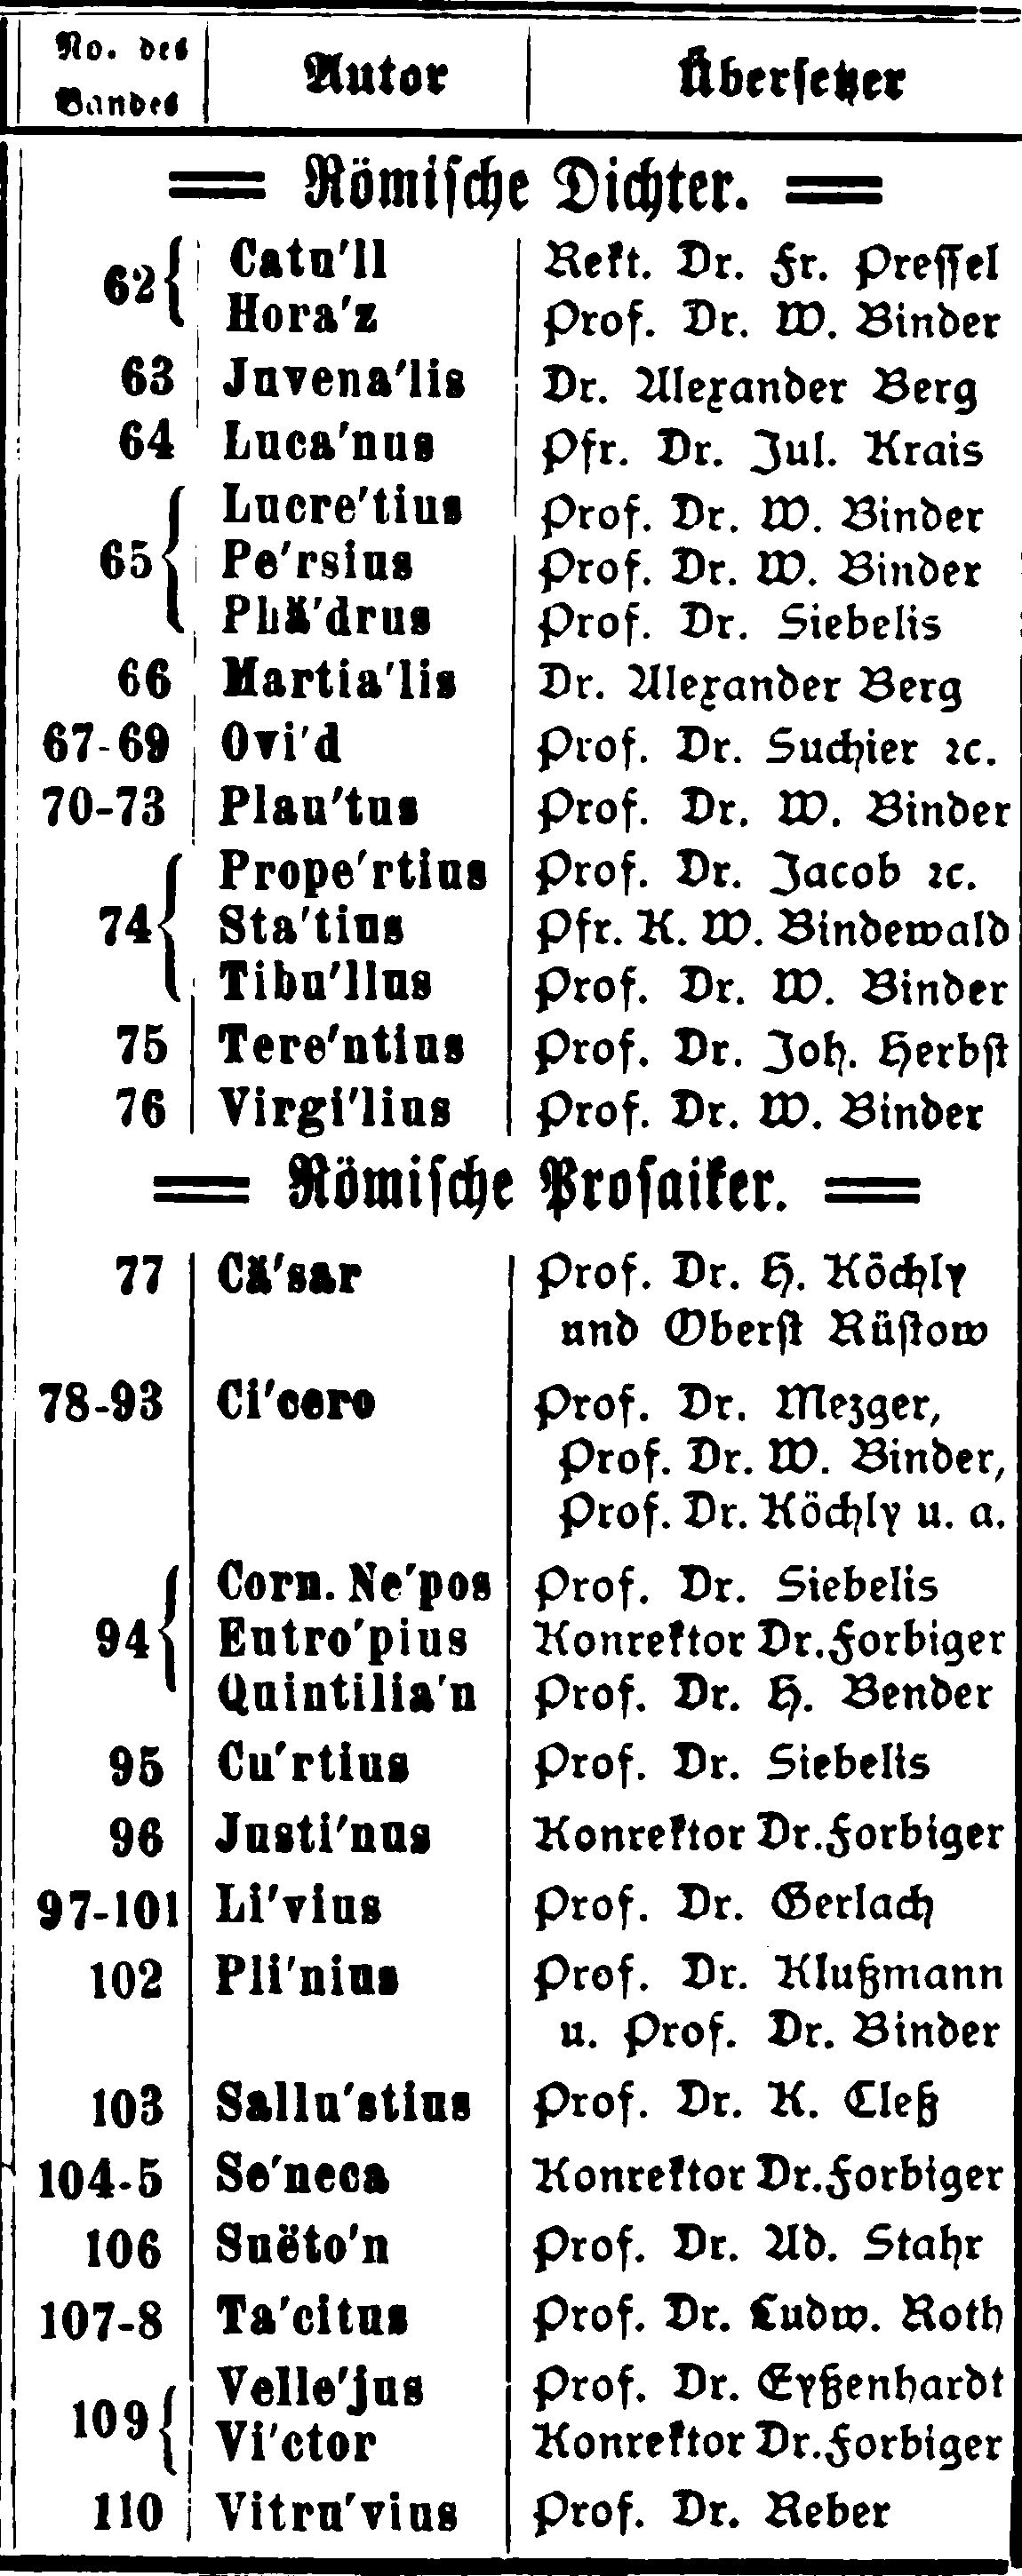 No. des Bandes Autor Übersetzer
Römische Dichter.
62 Catu'll Rekt. Dr. Fr. Pressel
Hora'z Prof. Dr. W. Binder
63 Juvena'lis Dr. Alexander Berg
64 Luca'nus Pfr. Dr. Jul. Krais
Lucre'tius Prof. Dr. W. Binder
65 Pe'rsius Prof. Dr. W. Binder
Phä'drus Prof. Dr. Siebelis
66 Martia'lis Dr. Alexander Berg
67-69 Ovi'd Prof. Dr. Suchier ꝛc.
70-73 Plau'tus Prof. Dr. W. Binder
Prope'rtius Prof. Dr. Jacob ꝛc.
74 Sta'tius Pfr. K. W. Bindewald
Tibu'llus Prof. Dr. W. Binder
75 Tere'ntius Prof. Dr. Joh. Herbst
76 Virgi'lius Prof. Dr. W. Binder
Römische Prosaiker.
77 Cä'sar Prof. Dr. H. Köchly
und Oberst Rüstow
78-93 Ci'cero Prof. Dr. Mezger,
Prof. Dr. W. Binder,
Prof. Dr. Köchly u. a.
Corn. Ne'pos Prof. Dr. Siebelis
94 Eutro'pius Konrektor Dr. Forbiger
Quintilia'n Prof. Dr. H. Bender
95 Cu'rtius Prof. Dr. Siebelis
96 Justi'nus Konrektor Dr. Forbiger
97-101 Li'vius Prof. Dr. Gerlach
102 Pli'nius Prof. Dr. Klußmann
u. Prof. Dr. Binder
103 Sallu'stius Prof. Dr. K. Cleß
104-5 Se'neca Konrektor Dr. Forbiger
106 Suëto'n Prof. Dr. Ad. Stahr
107-8 Ta'citus Prof. Dr. Ludw. Roth
Velle'jus Prof. Dr. Eyßenhardt
109 Vi'ctor Konrektor Dr. Forbiger
110 Vitru'vius Prof. Dr. Reber